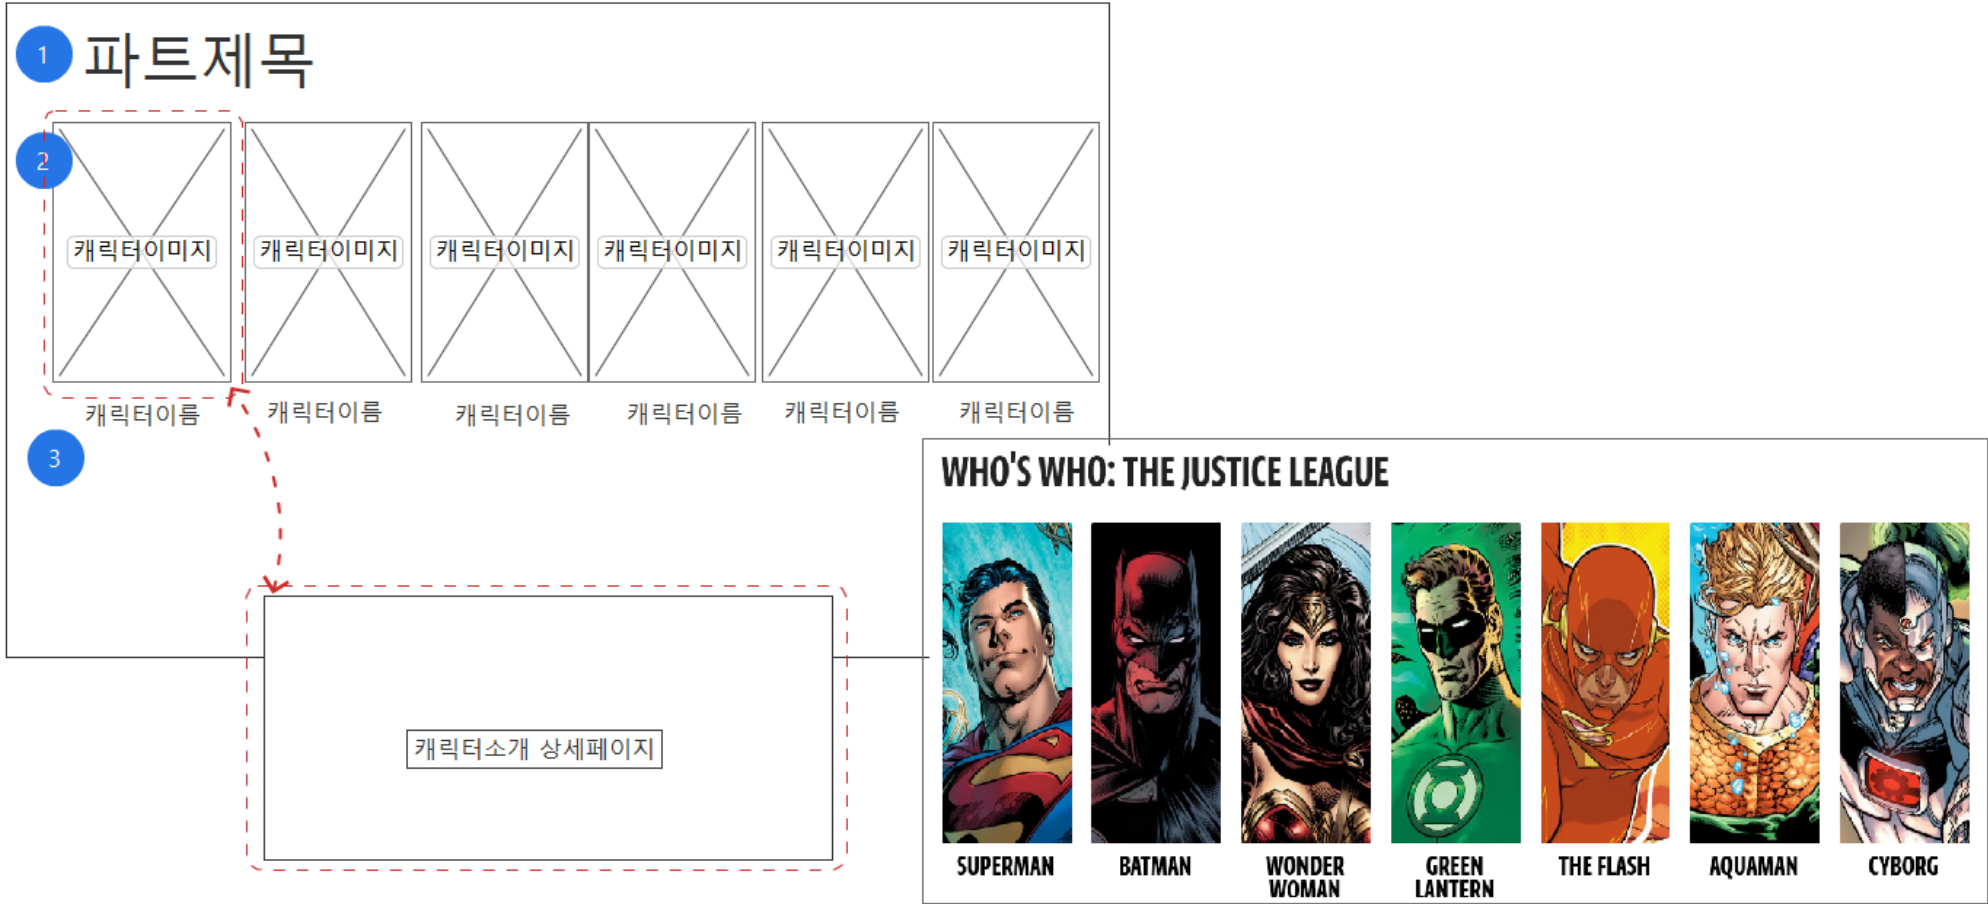 1
파트제목
2
캐릭터이미지 캐릭터이미지 캐릭터이미지 캐릭터이미지 캐릭터이미지 캐릭터이미지
캐릭터이름 캐릭터이름 캐릭터이름 캐릭터이름 캐릭터이름 캐릭터이름
3
캐릭터소개 상세페이지
WHO'S WHO: THE JUSTICE LEAGUE
SUPERMAN
BATMAN
WONDER
WOMAN
GREEN
LANTERN
THE FLASH
AQUAMAN
CYBORG